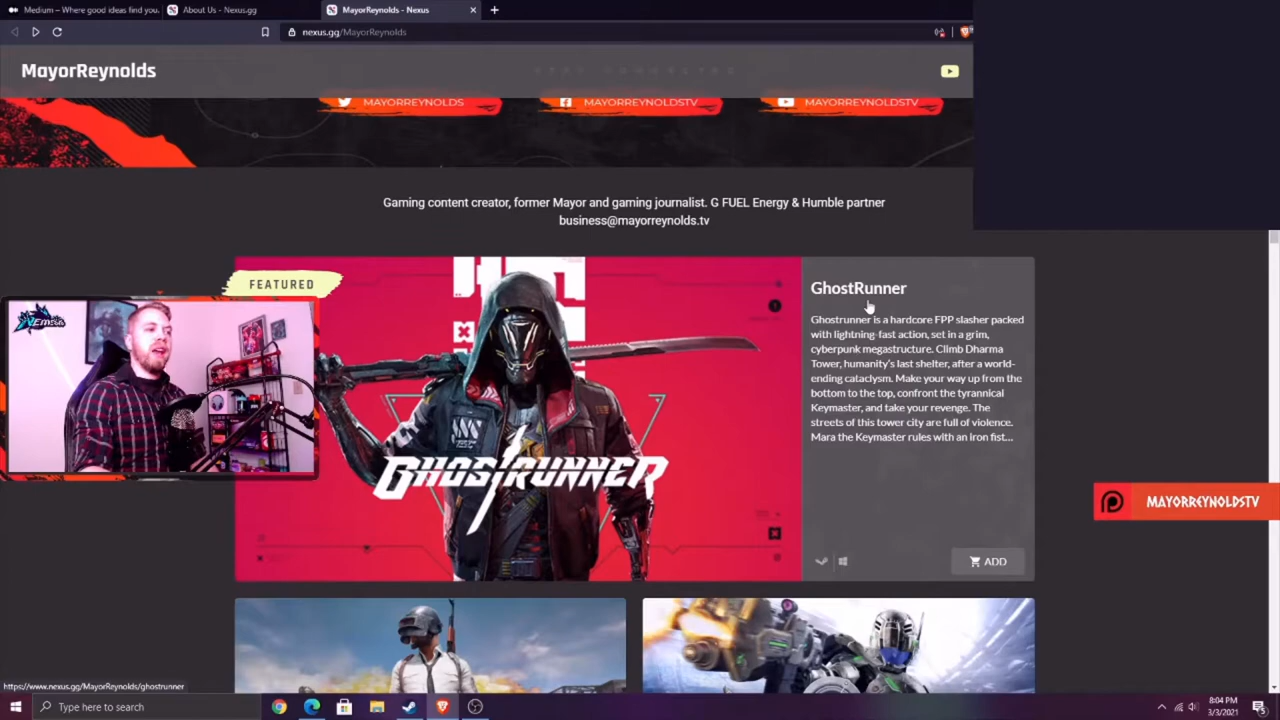 Medium – Where good ideas find you.
About Us - Nexus.gg
MayorReynolds - Nexus
nexus.gg/MayorReynolds
MayorReynolds
MAYORREYNOLDS
MAYORREYNOLDSTV
MAYORREYNOLDSTV
Gaming content creator, former Mayor and gaming journalist. G FUEL Energy & Humble partner
business@mayorreynolds.tv
FEATURED
GHOSTRUNNER
GhostRunner
Ghostrunner is a hardcore FPP slasher packed
with lightning-fast action, set in a grim,
cyberpunk megastructure. Climb Dharma
Tower, humanity's last shelter, after a world-
ending cataclysm. Make your way up from the
bottom to the top, confront the tyrannical
Keymaster, and take your revenge. The
streets of this tower city are full of violence.
Mara the Keymaster rules with an iron fist...
ADD
NEMESIS
MAYORREYNOLDSTV
https://www.nexus.gg/MayorReynolds/ghostrunner
Type here to search
8:04 PM
3/3/2021